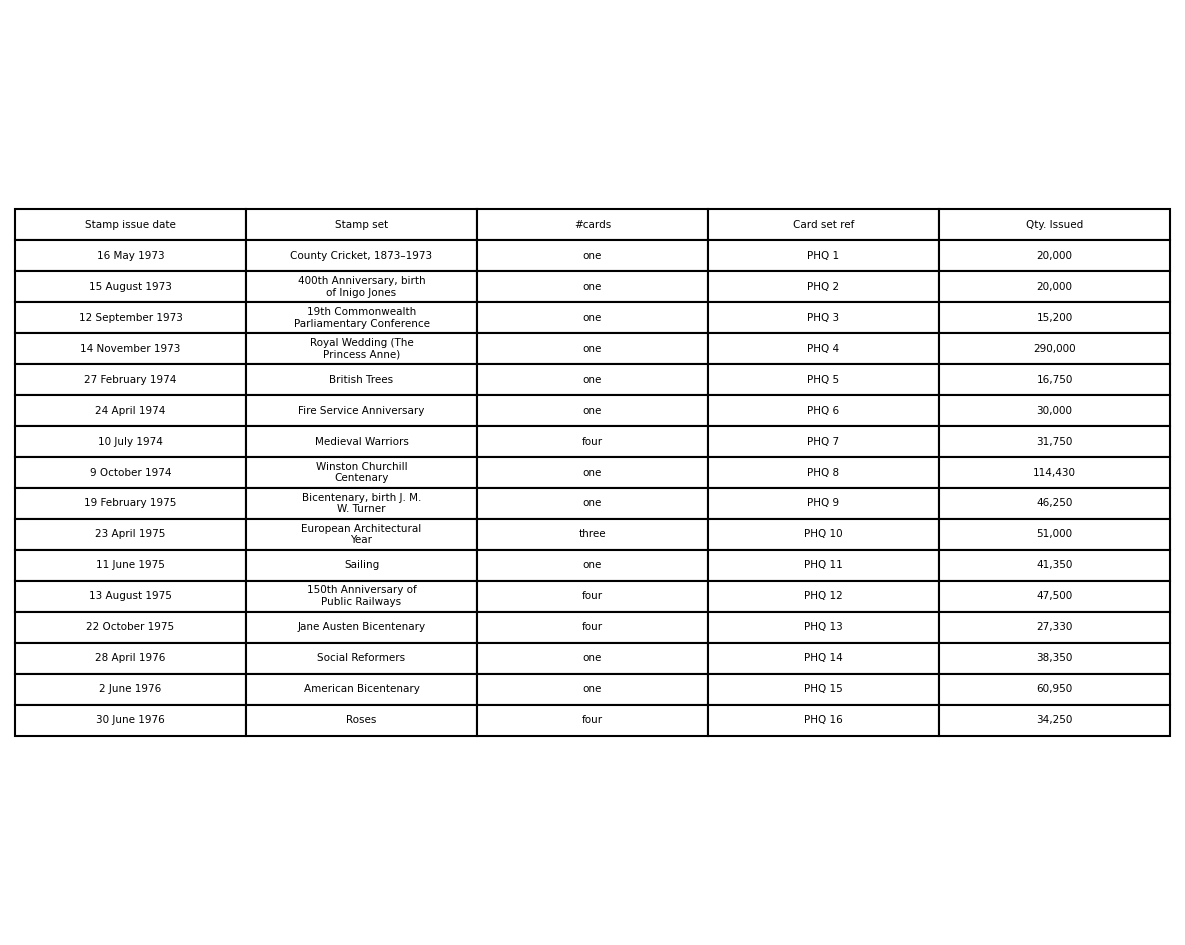 Stamp issue date Stamp set #cards Card set ref Qty. Issued
16 May 1973 County Cricket, 1873–1973 one PHQ 1 20,000
15 August 1973 400th Anniversary, birth of Inigo Jones one PHQ 2 20,000
12 September 1973 19th Commonwealth Parliamentary Conference one PHQ 3 15,200
14 November 1973 Royal Wedding (The Princess Anne) one PHQ 4 290,000
27 February 1974 British Trees one PHQ 5 16,750
24 April 1974 Fire Service Anniversary one PHQ 6 30,000
10 July 1974 Medieval Warriors four PHQ 7 31,750
9 October 1974 Winston Churchill Centenary one PHQ 8 114,430
19 February 1975 Bicentenary, birth J. M. W. Turner one PHQ 9 46,250
23 April 1975 European Architectural Year three PHQ 10 51,000
11 June 1975 Sailing one PHQ 11 41,350
13 August 1975 150th Anniversary of Public Railways four PHQ 12 47,500
22 October 1975 Jane Austen Bicentenary four PHQ 13 27,330
28 April 1976 Social Reformers one PHQ 14 38,350
2 June 1976 American Bicentenary one PHQ 15 60,950
30 June 1976 Roses four PHQ 16 34,250